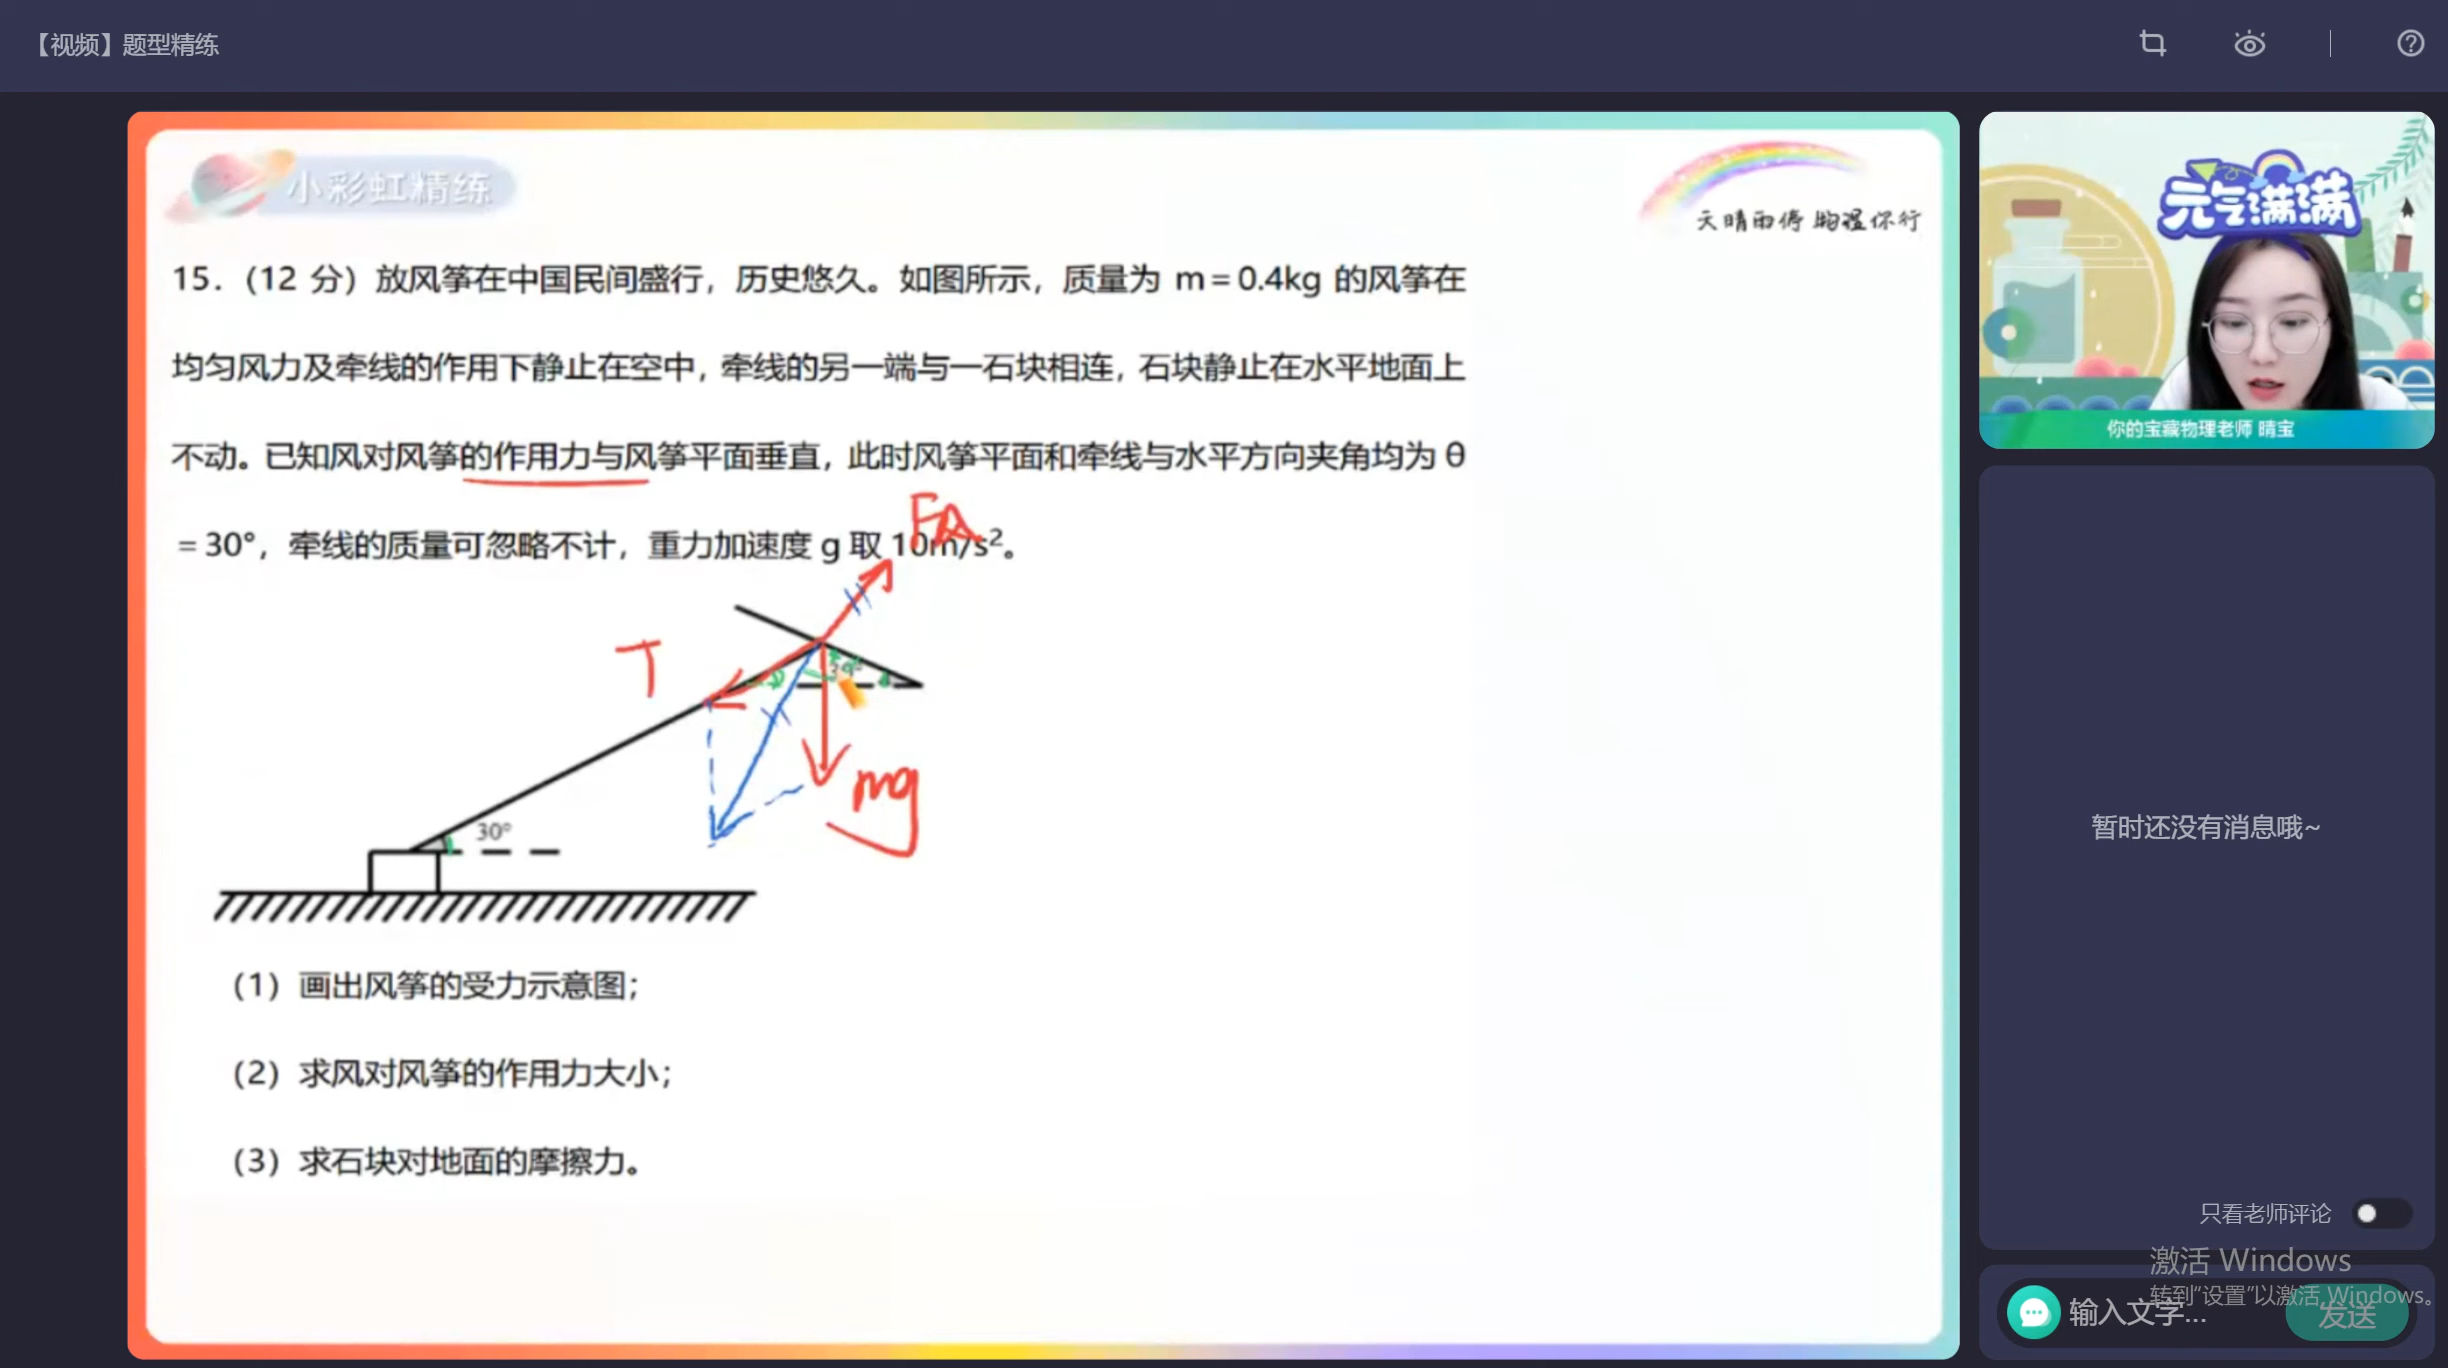 【视频】题型精练
小彩虹精练
天晴雨停 物理你行
15.（12 分）放风筝在中国民间盛行，历史悠久。如图所示，质量为 m＝0.4kg 的风筝在
均匀风力及牵线的作用下静止在空中，牵线的另一端与一石块相连，石块静止在水平地面上
不动。已知风对风筝的作用力与风筝平面垂直，此时风筝平面和牵线与水平方向夹角均为 θ
＝30°，牵线的质量可忽略不计，重力加速度 g 取 10m/s²。
T
30°
mg
30°
（1）画出风筝的受力示意图；
（2）求风对风筝的作用力大小；
（3）求石块对地面的摩擦力。
元气满满
你的宝藏物理老师 晴宝
暂时还没有消息哦~
只看老师评论
激活 Windows
转到“设置”以激活 Windows。
输入文字...
发送